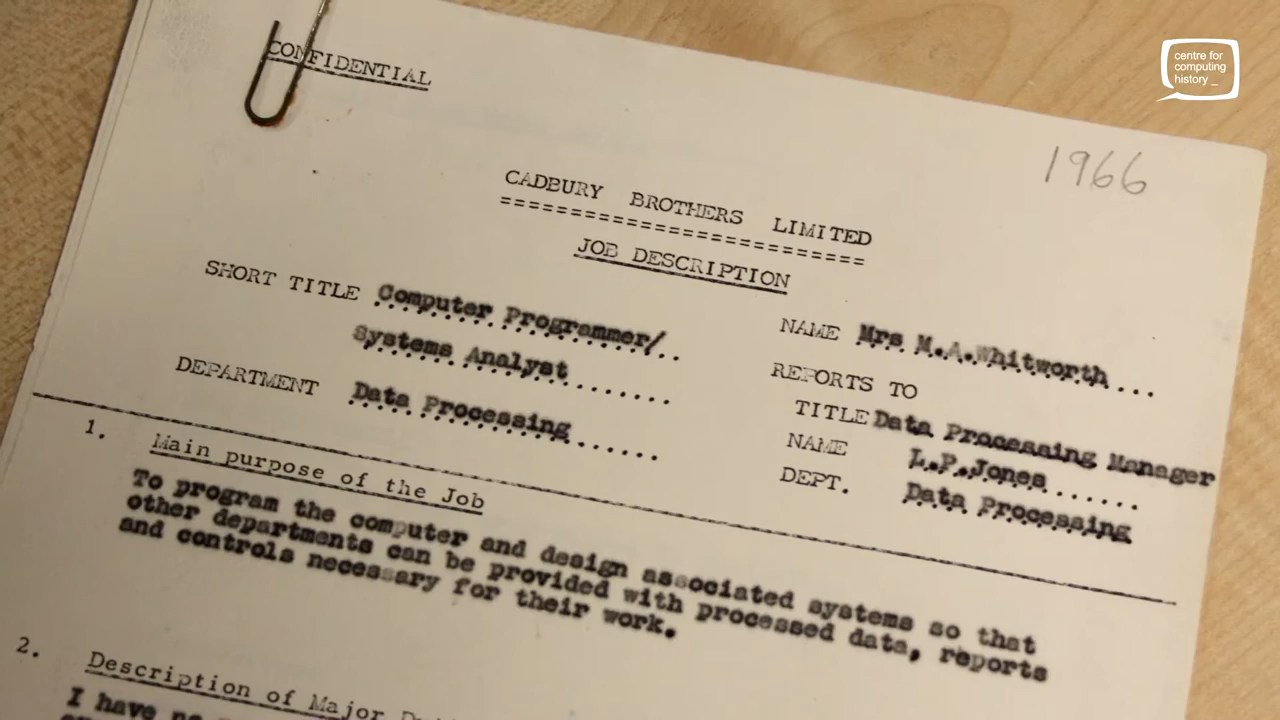 CONFIDENTIAL
centre for
computing
history _
1966
CADBURY BROTHERS LIMITED
=========================
JOB DESCRIPTION
SHORT TITLE Computer Programmer/
Systems Analyst
DEPARTMENT Data Processing
NAME Mrs M.A.Whitworth
REPORTS TO
TITLE Data Processing Manager
NAME L.P.Jones
DEPT. Data Processing
1. Main purpose of the Job
To program the computer and design associated systems so that
other departments can be provided with processed data, reports
and controls necessary for their work.
2. Description of Major
I have